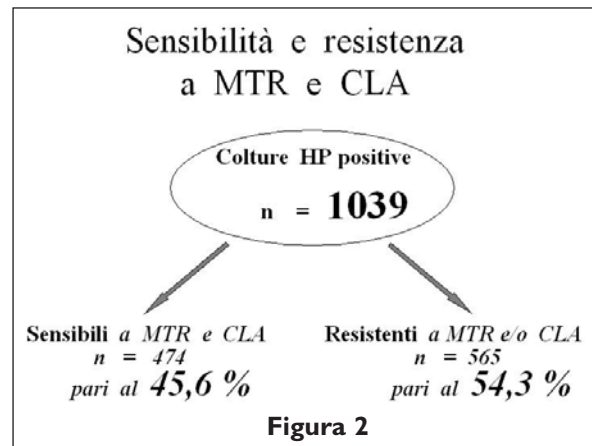 Sensibilità e resistenza
a MTR e CLA
Colture HP positive
n = 1039
Sensibili a MTR e CLA
n = 474
pari al 45,6 %
Resistenti a MTR e/o CLA
n = 565
pari al 54,3 %
Figura 2